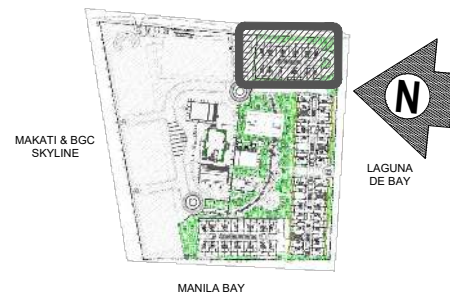 N
MAKATI & BGC
SKYLINE
LAGUNA
DE BAY
MANILA BAY